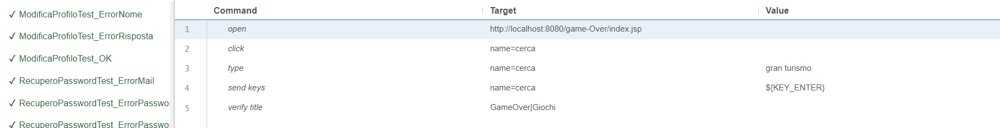 ModificaProfiloTest_ErrorNome
ModificaProfiloTest_ErrorRisposta
ModificaProfiloTest_OK
RecuperoPasswordTest_ErrorMail
RecuperoPasswordTest_ErrorPasswo
RecuperoPasswordTest_ErrorPasswo
Command Target Value
1 open http://localhost:8080/game-Over/index.jsp
2 click name=cerca
3 type name=cerca gran turismo
4 send keys name=cerca ${KEY_ENTER}
5 verify title GameOver|Giochi